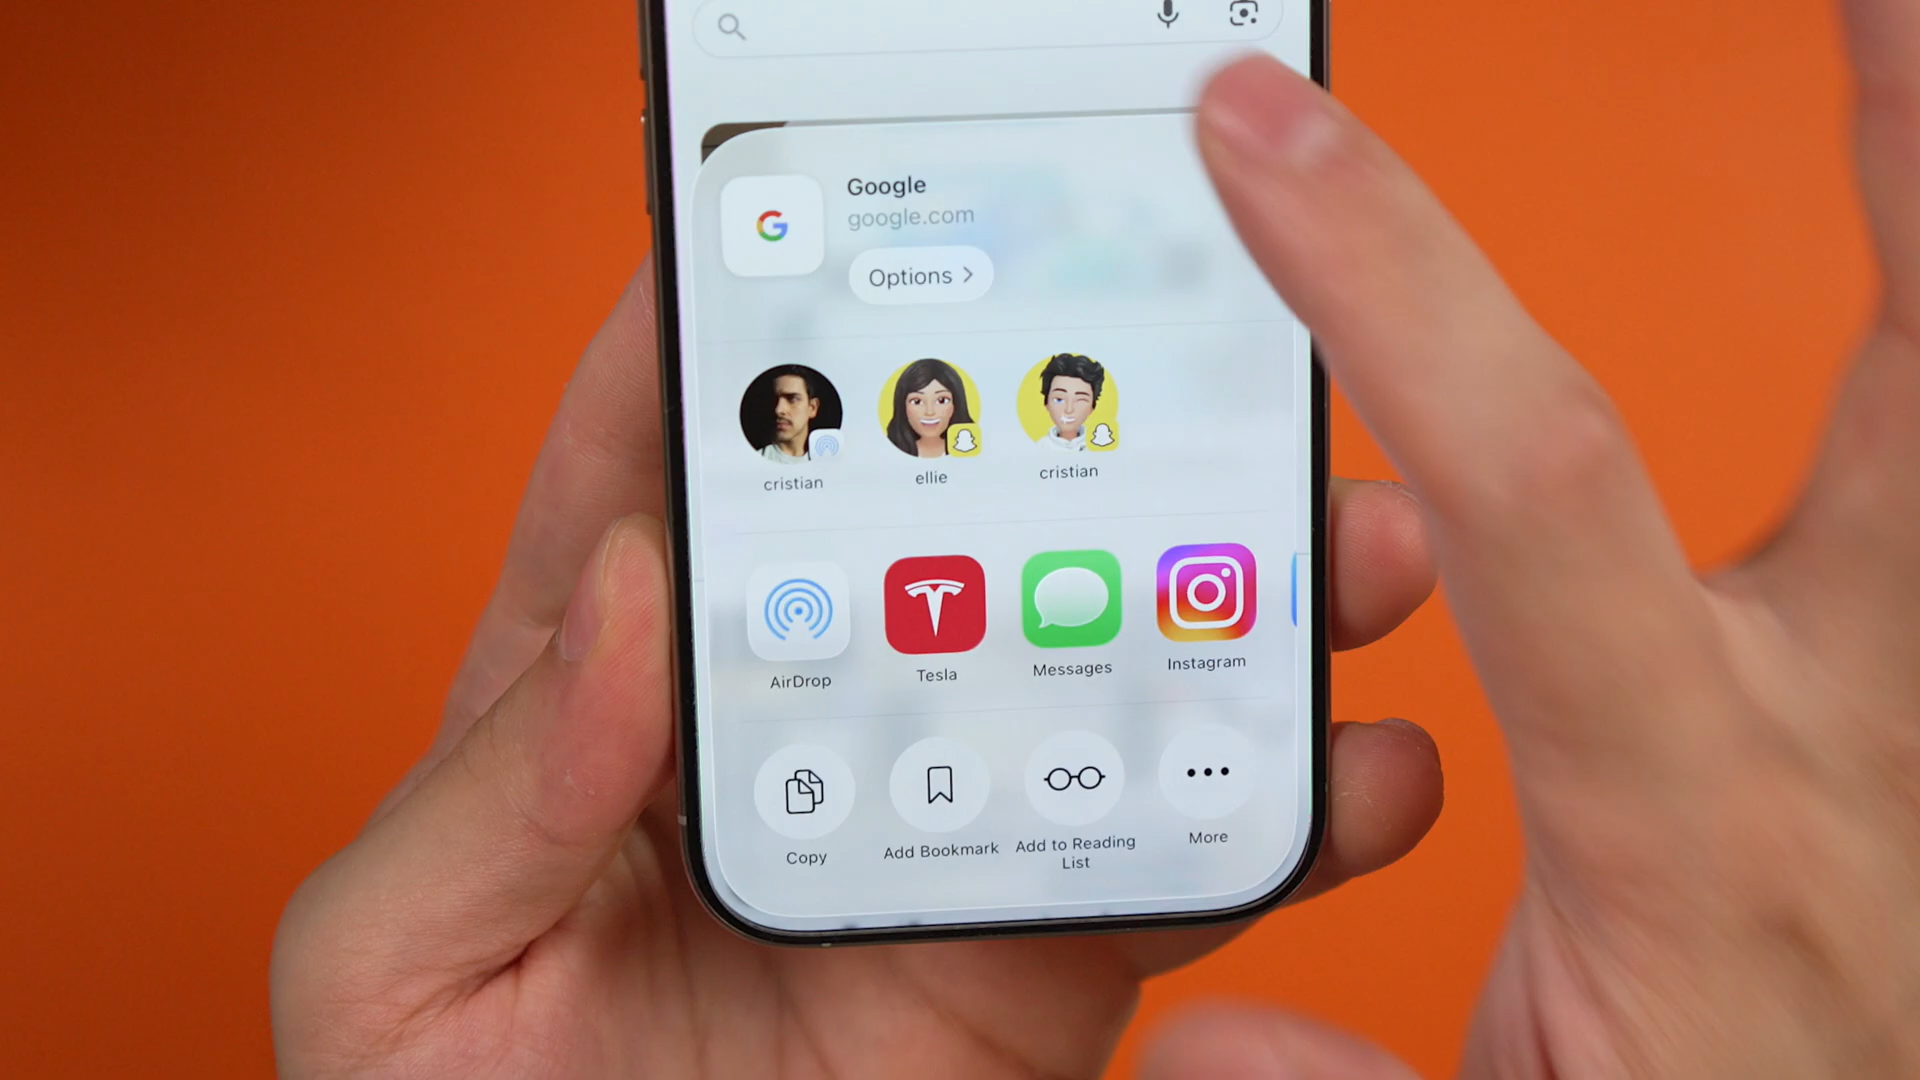 Google
google.com
Options
cristian
ellie
cristian
AirDrop
Tesla
Messages
Instagram
Copy
Add Bookmark
Add to Reading
List
More